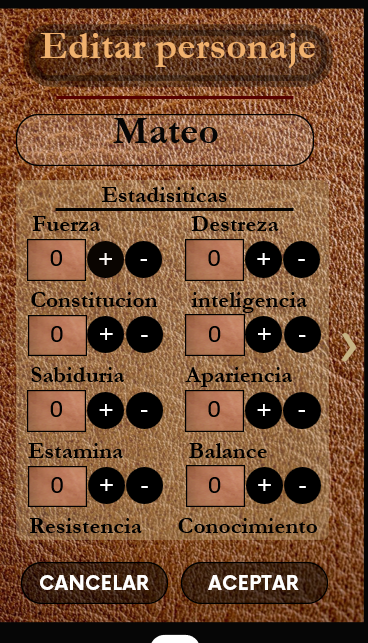 Editar personaje
Mateo
Estadisiticas
Fuerza Destreza
0 + - 0 + -
Constitucion inteligencia
0 + - 0 + -
Sabiduria Apariencia
0 + - 0 + -
Estamina Balance
0 + - 0 + -
Resistencia Conocimiento
CANCELAR ACEPTAR